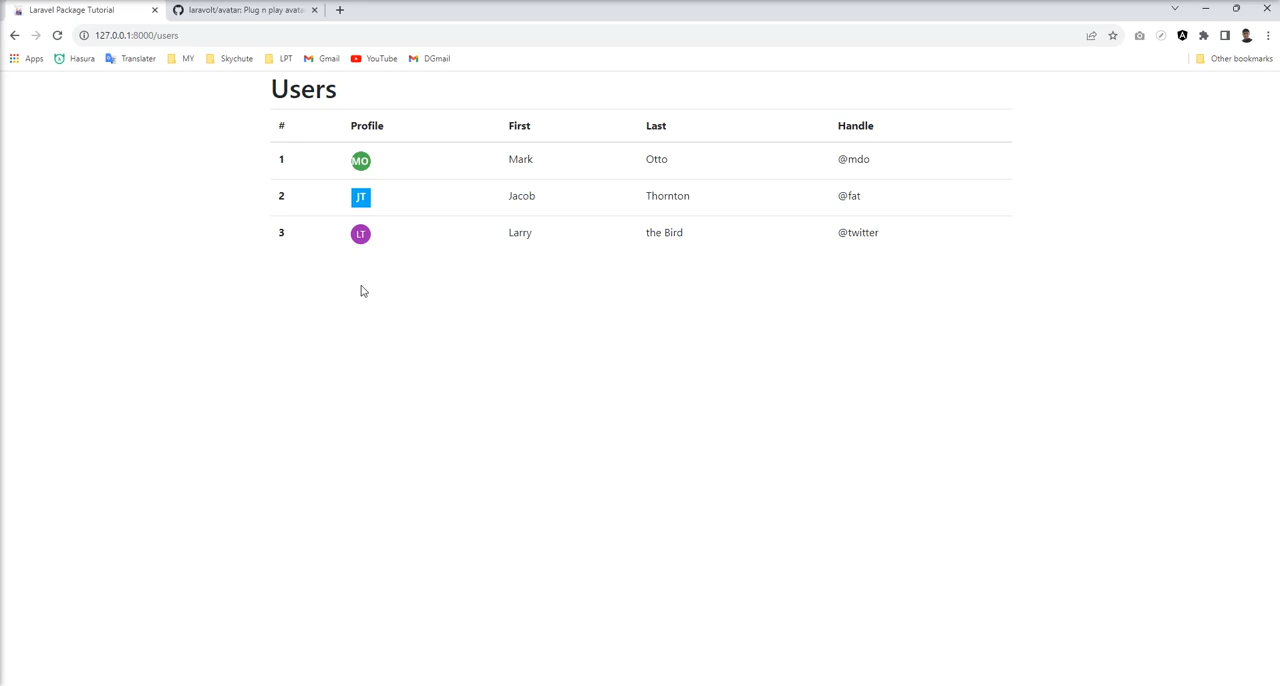 Laravel Package Tutorial
laravolt/avatar: Plug n play avata
127.0.0.1:8000/users
Apps Hasura Translater MY Skychute LPT Gmail YouTube DGmail Other bookmarks
Users
# Profile First Last Handle
1 MO Mark Otto @mdo
2 JT Jacob Thornton @fat
3 LT Larry the Bird @twitter